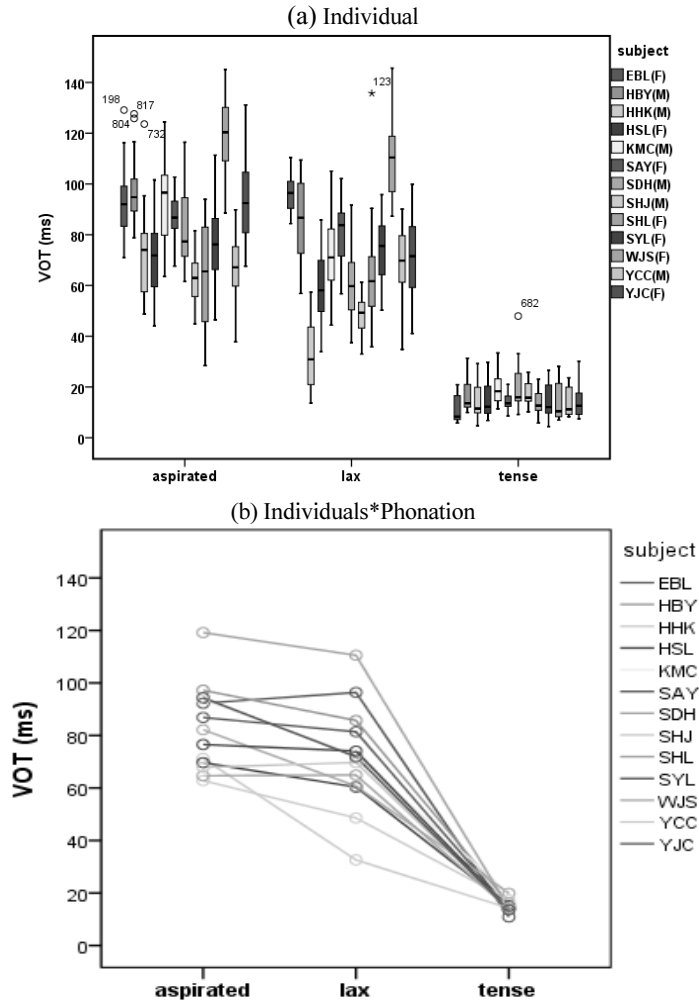 (a) Individual
subject
EBL(F)
HBY(M)
HHK(M)
HSL(F)
KMC(M)
SAY(F)
SDH(M)
SHJ(M)
SHL(F)
SYL(F)
WJS(F)
YCC(M)
YJC(F)
VOT (ms)
140
120
100
80
60
40
20
0
198
817
804
732
123
682
aspirated lax tense
(b) Individuals*Phonation
subject
EBL
HBY
HHK
HSL
KMC
SAY
SDH
SHJ
SHL
SYL
WJS
YCC
YJC
VOT (ms)
140
120
100
80
60
40
20
0
aspirated lax tense